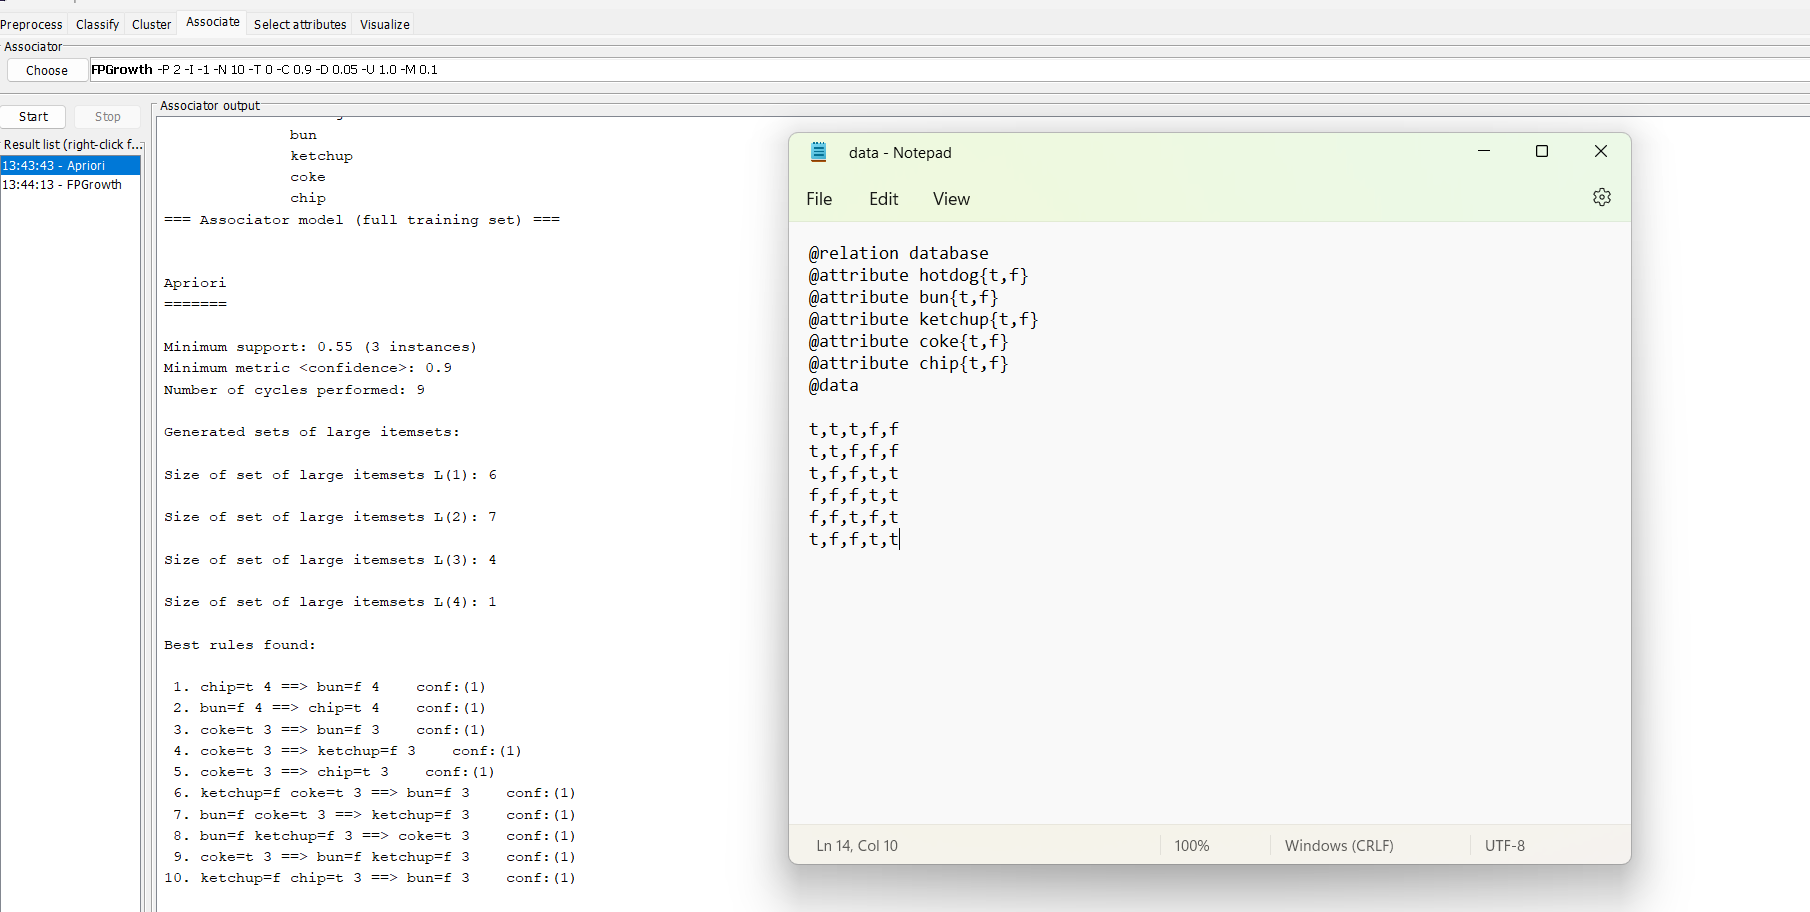 Preprocess Classify Cluster Associate Select attributes Visualize
Associator
Choose FPGrowth -P 2 -I -1 -N 10 -T 0 -C 0.9 -D 0.05 -U 1.0 -M 0.1
Start Stop
Result list (right-click f...
13:43:43 - Apriori
13:44:13 - FPGrowth
Associator output
bun
ketchup
coke
chip
=== Associator model (full training set) ===
Apriori
=======
Minimum support: 0.55 (3 instances)
Minimum metric <confidence>: 0.9
Number of cycles performed: 9
Generated sets of large itemsets:
Size of set of large itemsets L(1): 6
Size of set of large itemsets L(2): 7
Size of set of large itemsets L(3): 4
Size of set of large itemsets L(4): 1
Best rules found:
1. chip=t 4 ==> bun=f 4 conf:(1)
2. bun=f 4 ==> chip=t 4 conf:(1)
3. coke=t 3 ==> bun=f 3 conf:(1)
4. coke=t 3 ==> ketchup=f 3 conf:(1)
5. coke=t 3 ==> chip=t 3 conf:(1)
6. ketchup=f coke=t 3 ==> bun=f 3 conf:(1)
7. bun=f coke=t 3 ==> ketchup=f 3 conf:(1)
8. bun=f ketchup=f 3 ==> coke=t 3 conf:(1)
9. coke=t 3 ==> bun=f ketchup=f 3 conf:(1)
10. ketchup=f chip=t 3 ==> bun=f 3 conf:(1)
data - Notepad
File Edit View
@relation database
@attribute hotdog{t,f}
@attribute bun{t,f}
@attribute ketchup{t,f}
@attribute coke{t,f}
@attribute chip{t,f}
@data
t,t,t,f,f
t,t,f,f,f
t,f,f,t,t
f,f,f,t,t
f,f,t,f,t
t,f,f,t,t
Ln 14, Col 10 100% Windows (CRLF) UTF-8